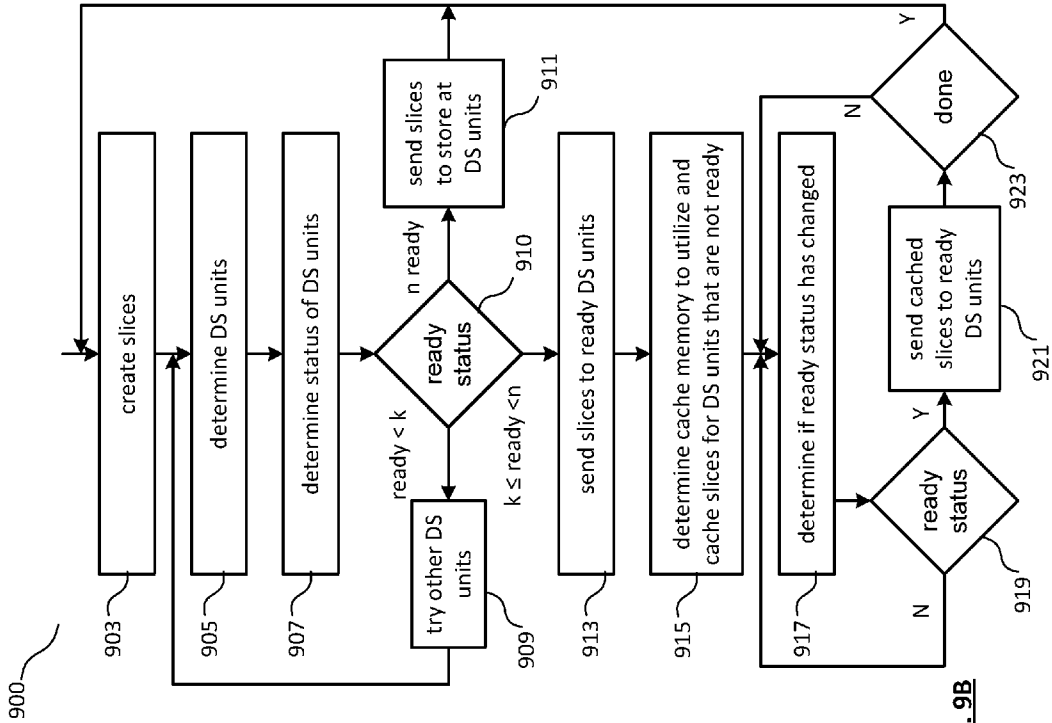 900
create slices
903
determine DS units
905
determine status of DS units
907
ready
status
910
n ready
send slices
to store at
DS units
911
ready < k
try other DS
units
909
k ≤ ready <n
send slices to ready DS units
913
determine cache memory to utilize and
cache slices for DS units that are not ready
915
determine if ready status has changed
917
ready
status
919
N
Y
send cached
slices to ready
DS units
921
done
923
N
Y
. 9B